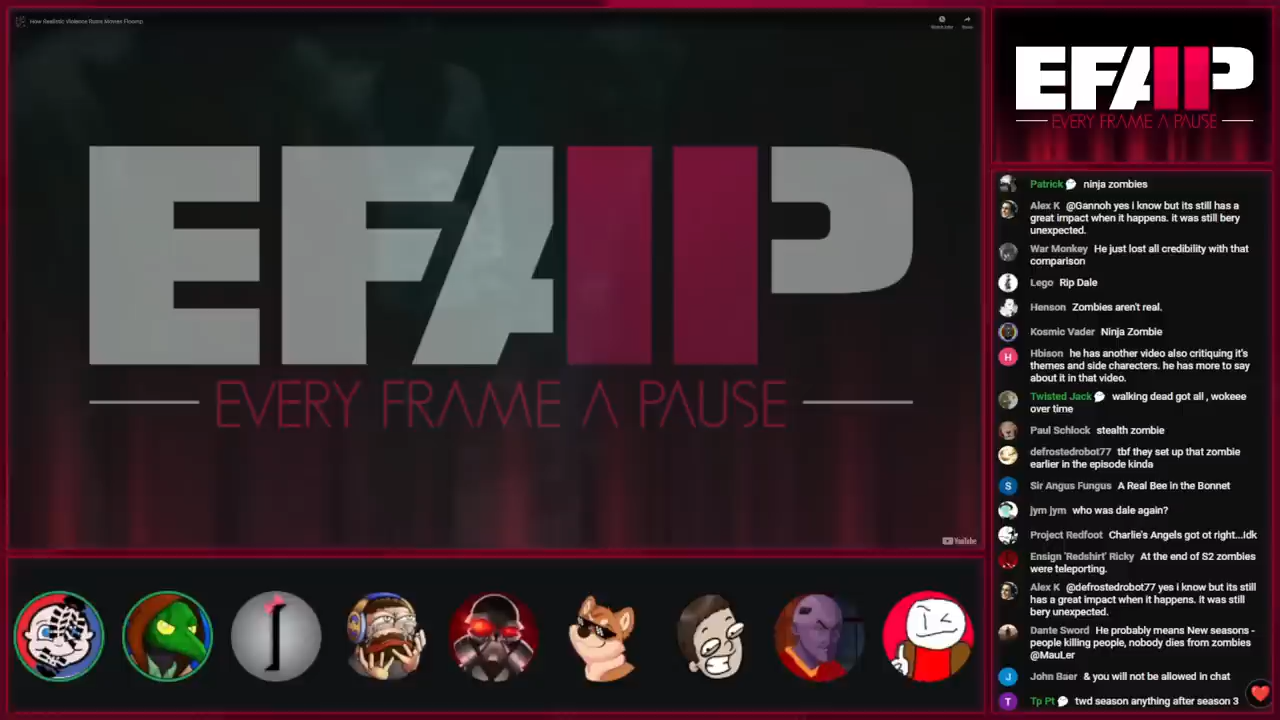 How Realistic Violence Ruins Movies Floomp
Watch later
Share
EFAP
EVERY FRAME A PAUSE
YouTube
EFAP
EVERY FRAME A PAUSE
Patrick ninja zombies
Alex K @Gannoh yes i know but its still has a
great impact when it happens. it was still bery
unexpected.
War Monkey He just lost all credibility with that
comparison
Lego Rip Dale
Henson Zombies aren't real.
Kosmic Vader Ninja Zombie
H
Hbison he has another video also critiquing it's
themes and side charecters. he has more to say
about it in that video.
Twisted Jack walking dead got all , wokeee
over time
Paul Schlock stealth zombie
defrostedrobot77 tbf they set up that zombie
earlier in the episode kinda
S
Sir Angus Fungus A Real Bee in the Bonnet
jym jym who was dale again?
Project Redfoot Charlie's Angels got ot right...idk
Ensign 'Redshirt' Ricky At the end of S2 zombies
were teleporting.
Alex K @defrostedrobot77 yes i know but its still
has a great impact when it happens. it was still
bery unexpected.
Dante Sword He probably means New seasons -
people killing people, nobody dies from zombies
@MauLer
J
John Baer & you will not be allowed in chat
T
Tp Pt twd season anything after season 3